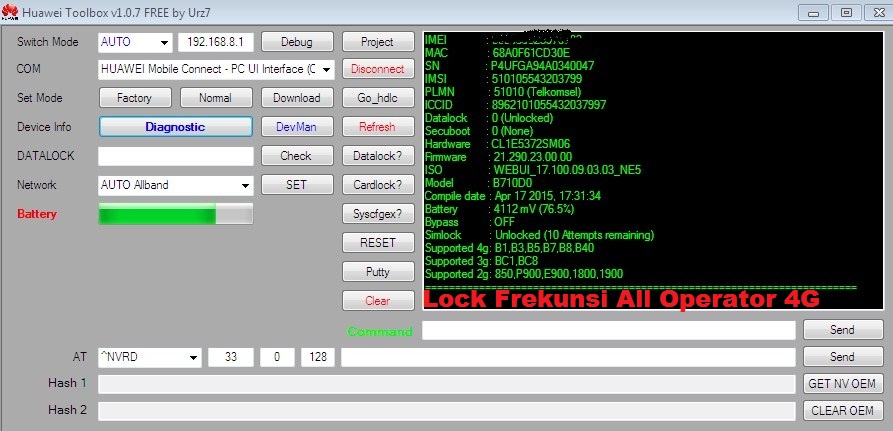 HUAWEI
Huawei Toolbox v1.0.7 FREE by Urz7
Switch Mode AUTO 192.168.8.1 Debug Project
COM HUAWEI Mobile Connect - PC UI Interface (C Disconnect
Set Mode Factory Normal Download Go_hdlc
Device Info Diagnostic DevMan Refresh
DATALOCK Check Datalock?
Network AUTO Allband SET Cardlock?
Battery Syscfgex?
RESET
Putty
Clear
IMEI :
MAC : 68A0F61CD30E
SN : P4UFGA94A0340047
IMSI : 510105543203799
PLMN : 51010 (Telkomsel)
ICCID : 8962101055432037997
Datalock : 0 (Unlocked)
Secuboot : 0 (None)
Hardware : CL1E5372SM06
Firmware : 21.290.23.00.00
ISO : WEBUI_17.100.09.03.03_NE5
Model : B710D0
Compile date : Apr 17 2015, 17:31:34
Battery : 4112 mV (76.5%)
Bypass : OFF
Simlock : Unlocked (10 Attempts remaining)
Supported 4g: B1,B3,B5,B7,B8,B40
Supported 3g: BC1,BC8
Supported 2g: 850,P900,E900,1800,1900
Lock Frekunsi All Operator 4G
Command Send
AT ^NVRD 33 0 128 Send
Hash 1 GET NV OEM
Hash 2 CLEAR OEM